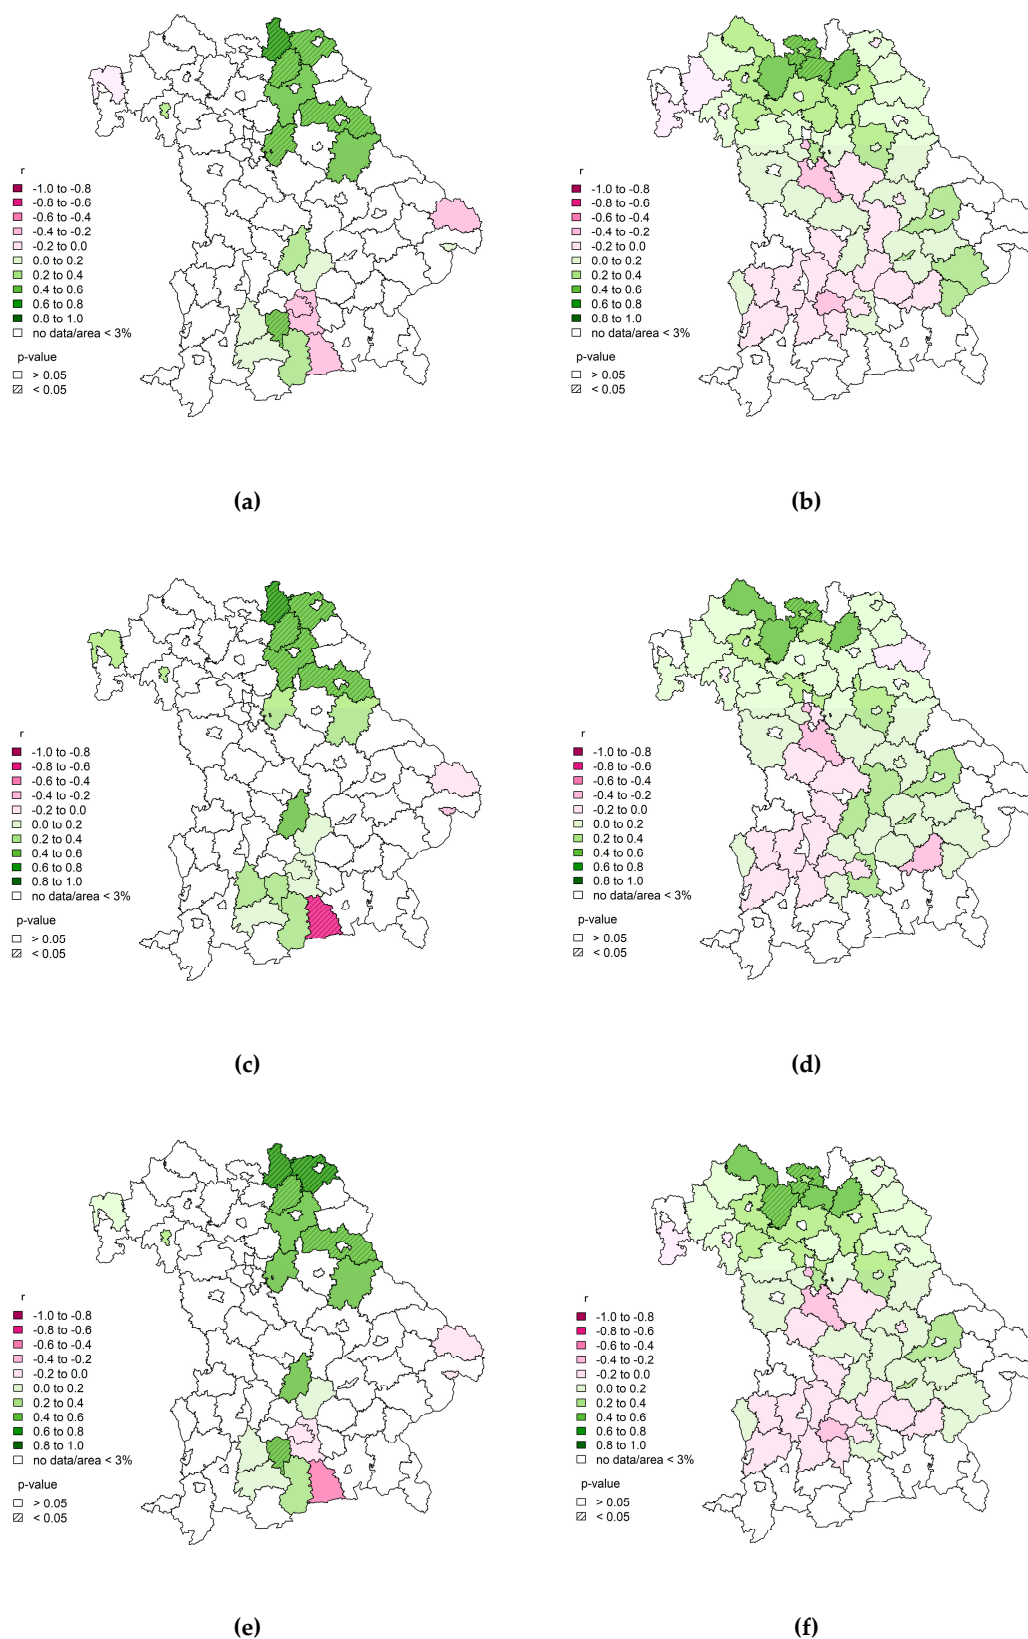 r
-1.0 to -0.8
-0.8 to -0.6
-0.6 to -0.4
-0.4 to -0.2
-0.2 to 0.0
0.0 to 0.2
0.2 to 0.4
0.4 to 0.6
0.6 to 0.8
0.8 to 1.0
no data/area < 3%
p-value
> 0.05
< 0.05
(a)
r
-1.0 to -0.8
-0.8 to -0.6
-0.6 to -0.4
-0.4 to -0.2
-0.2 to 0.0
0.0 to 0.2
0.2 to 0.4
0.4 to 0.6
0.6 to 0.8
0.8 to 1.0
no data/area < 3%
p-value
> 0.05
< 0.05
(b)
r
-1.0 to -0.8
-0.8 to -0.6
-0.6 to -0.4
-0.4 to -0.2
-0.2 to 0.0
0.0 to 0.2
0.2 to 0.4
0.4 to 0.6
0.6 to 0.8
0.8 to 1.0
no data/area < 3%
p-value
> 0.05
< 0.05
(c)
r
-1.0 to -0.8
-0.8 to -0.6
-0.6 to -0.4
-0.4 to -0.2
-0.2 to 0.0
0.0 to 0.2
0.2 to 0.4
0.4 to 0.6
0.6 to 0.8
0.8 to 1.0
no data/area < 3%
p-value
> 0.05
< 0.05
(d)
r
-1.0 to -0.8
-0.8 to -0.6
-0.6 to -0.4
-0.4 to -0.2
-0.2 to 0.0
0.0 to 0.2
0.2 to 0.4
0.4 to 0.6
0.6 to 0.8
0.8 to 1.0
no data/area < 3%
p-value
> 0.05
< 0.05
(e)
r
-1.0 to -0.8
-0.8 to -0.6
-0.6 to -0.4
-0.4 to -0.2
-0.2 to 0.0
0.0 to 0.2
0.2 to 0.4
0.4 to 0.6
0.6 to 0.8
0.8 to 1.0
no data/area < 3%
p-value
> 0.05
< 0.05
(f)